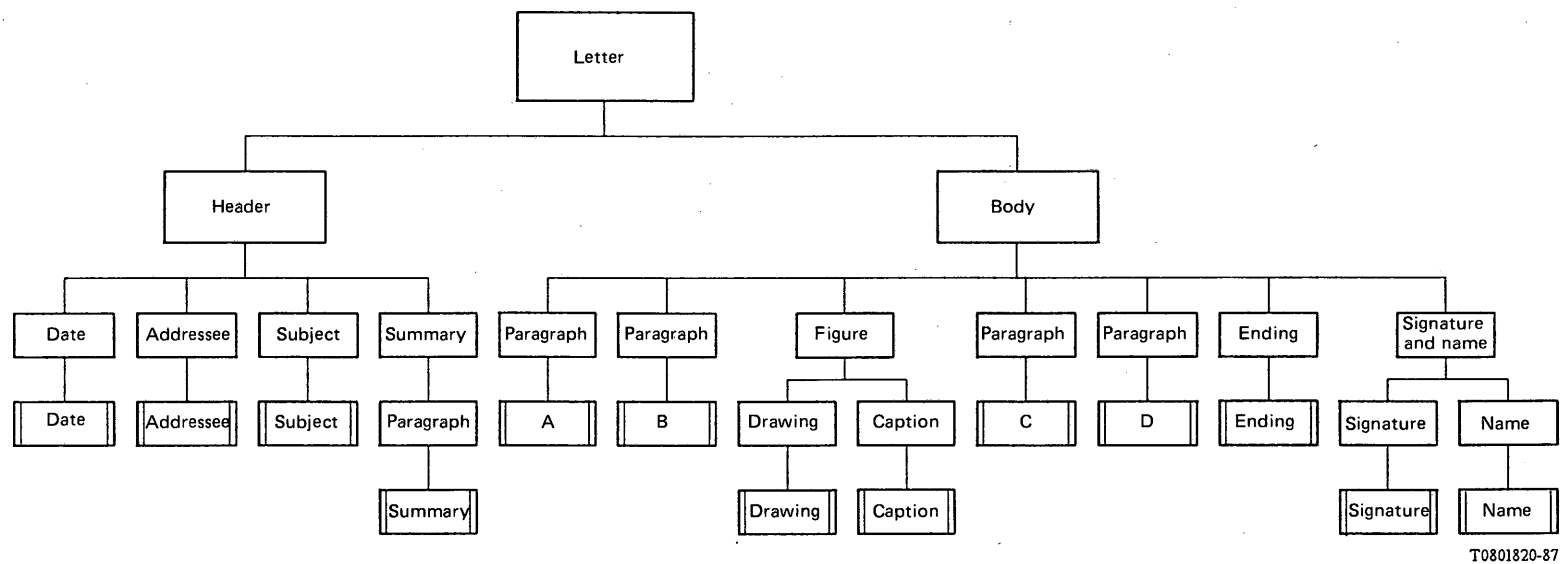 Letter
Header
Body
Date
Addressee
Subject
Summary
Paragraph
Paragraph
Figure
Paragraph
Paragraph
Ending
Signature
and name
Date
Addressee
Subject
Paragraph
A
B
Drawing
Caption
C
D
Ending
Signature
Name
Summary
Drawing
Caption
Signature
Name
T0801820-87